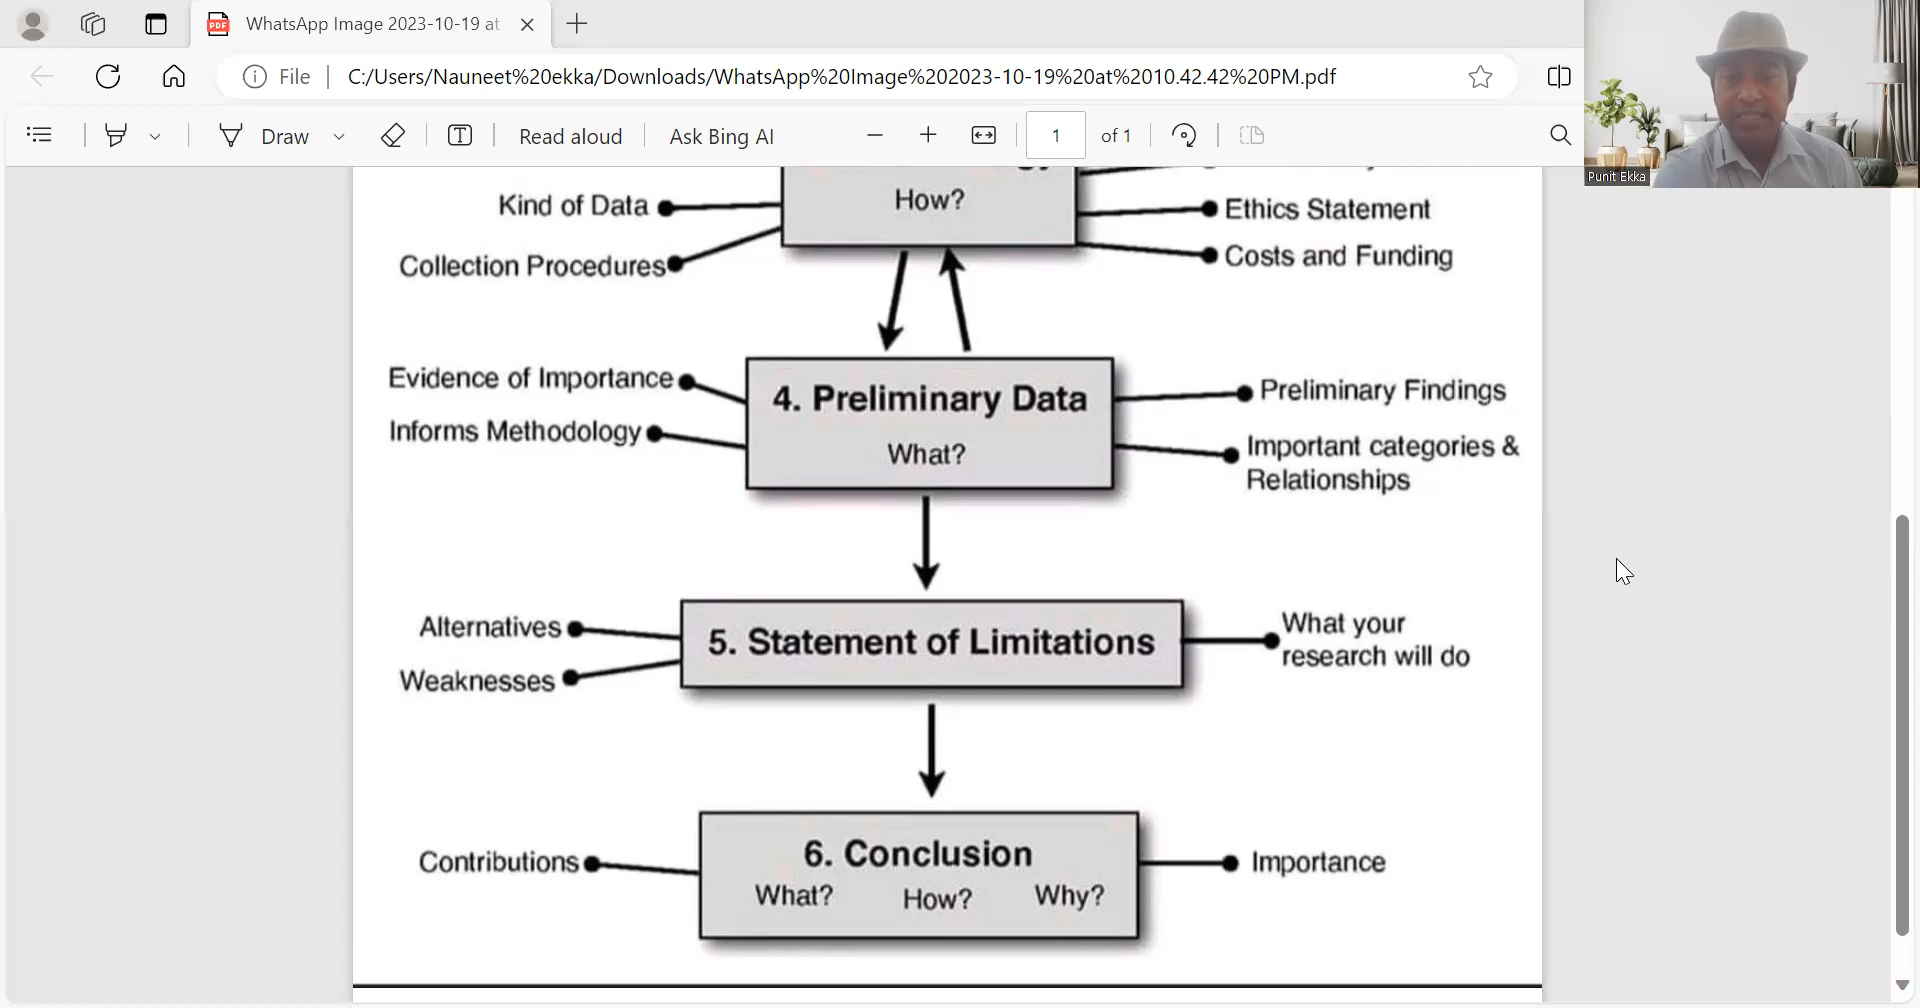 WhatsApp Image 2023-10-19 at
File
C:/Users/Nauneet%20ekka/Downloads/WhatsApp%20Image%202023-10-19%20at%2010.42.42%20PM.pdf
Draw
Read aloud
Ask Bing AI
1 of 1
Punit Ekka
How?
Kind of Data
Collection Procedures
Ethics Statement
Costs and Funding
4. Preliminary Data
What?
Evidence of Importance
Informs Methodology
Preliminary Findings
Important categories &
Relationships
5. Statement of Limitations
Alternatives
Weaknesses
What your
research will do
6. Conclusion
What? How? Why?
Contributions
Importance